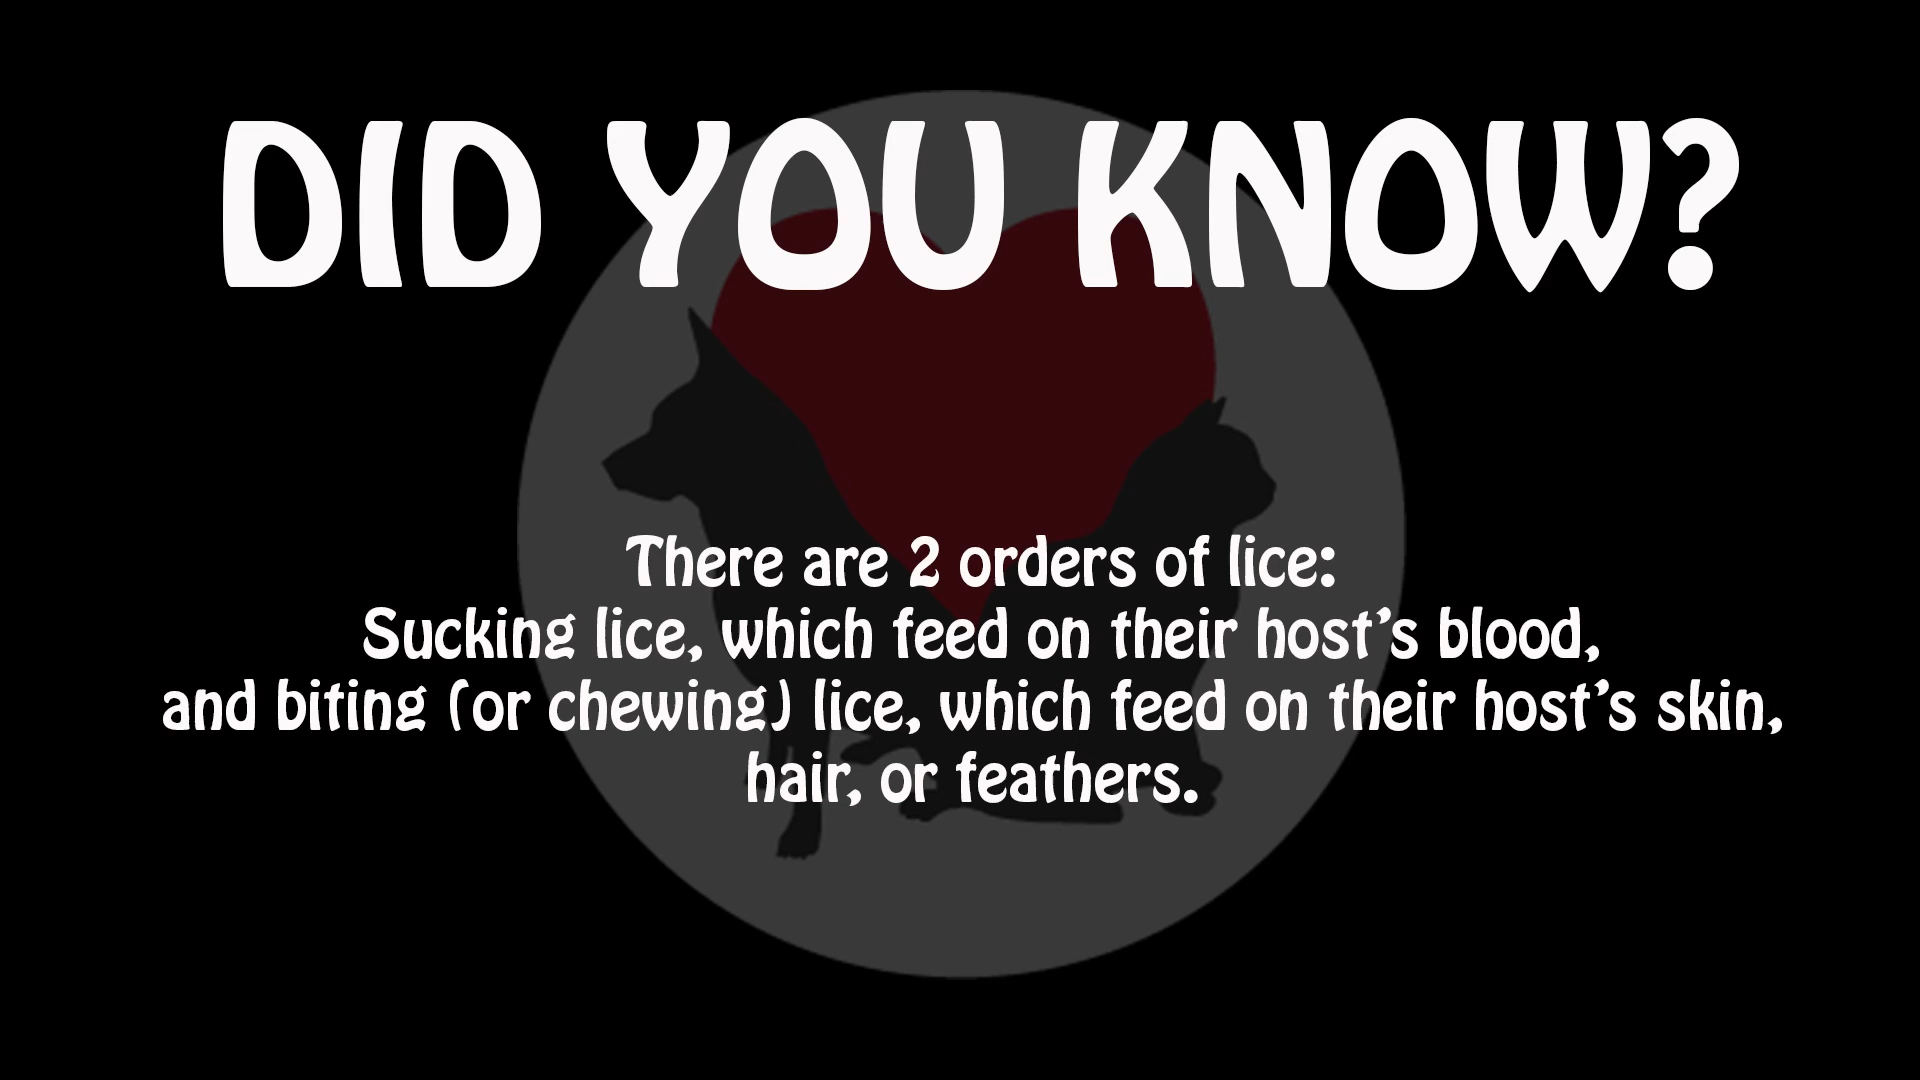 DID YOU KNOW?
There are 2 orders of lice:
Sucking lice, which feed on their host’s blood,
and biting (or chewing) lice, which feed on their host’s skin,
hair, or feathers.